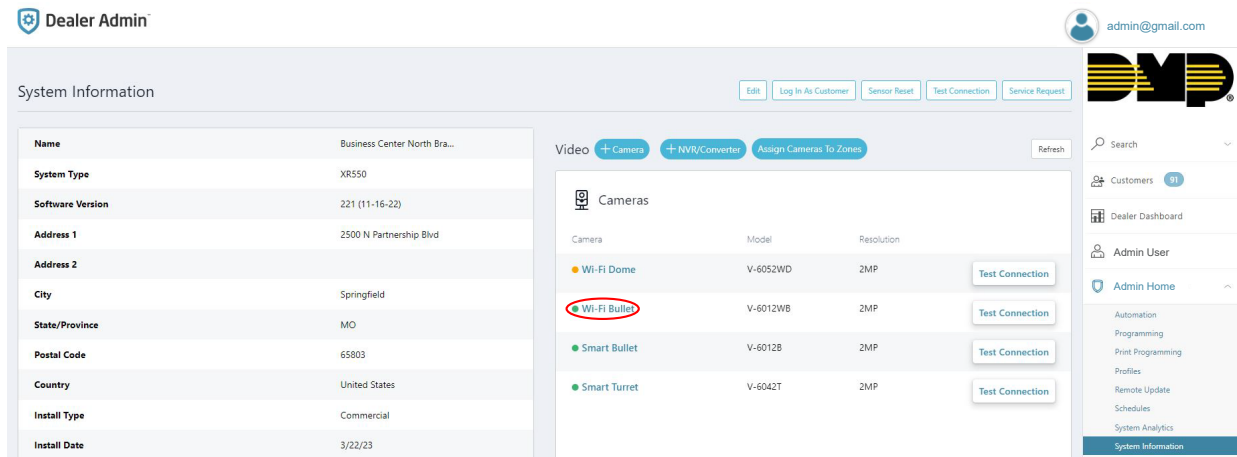 Dealer Admin
admin@gmail.com
DMP®
System Information
Edit
Log In As Customer
Sensor Reset
Test Connection
Service Request
Name Business Center North Bra...
System Type XR550
Software Version 221 (11-16-22)
Address 1 2500 N Partnership Blvd
Address 2
City Springfield
State/Province MO
Postal Code 65803
Country United States
Install Type Commercial
Install Date 3/22/23
Video + Camera + NVR/Converter Assign Cameras To Zones Refresh
Cameras
Camera Model Resolution
Wi-Fi Dome V-6052WD 2MP Test Connection
Wi-Fi Bullet V-6012WB 2MP Test Connection
Smart Bullet V-6012B 2MP Test Connection
Smart Turret V-6042T 2MP Test Connection
Search
Customers 91
Dealer Dashboard
Admin User
Admin Home
Automation
Programming
Print Programming
Profiles
Remote Update
Schedules
System Analytics
System Information